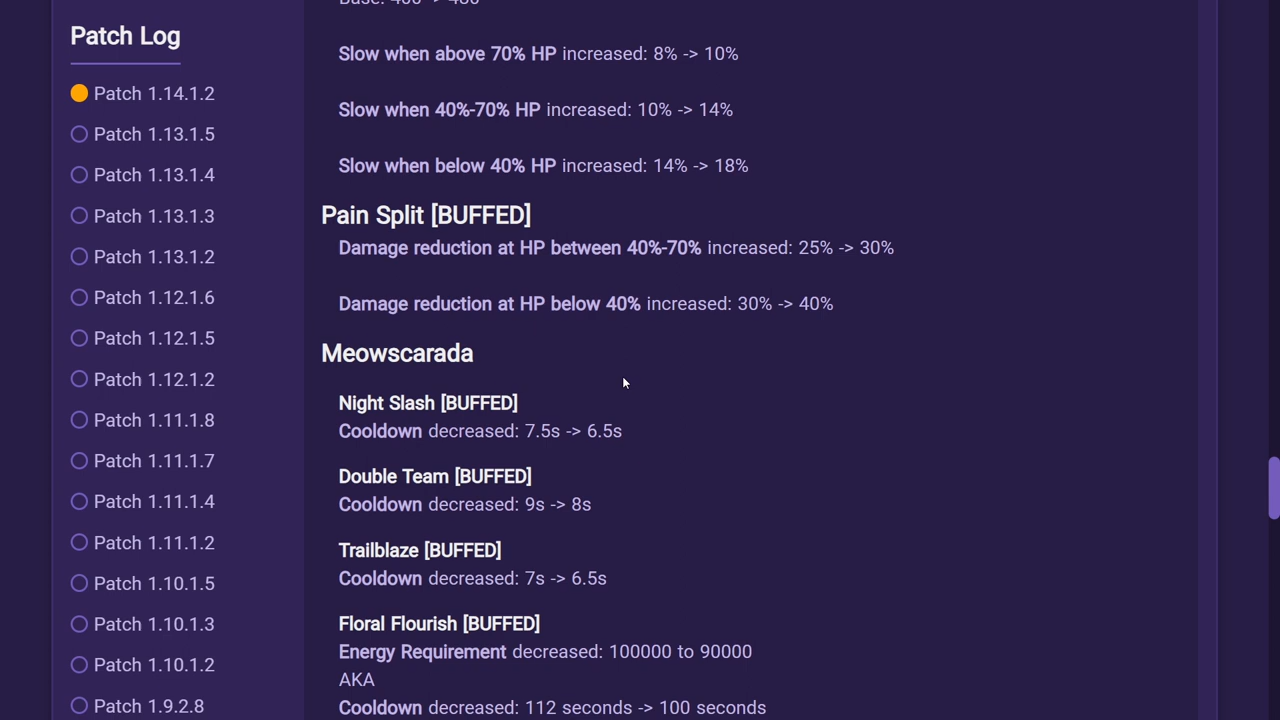 Patch Log
Patch 1.14.1.2
Patch 1.13.1.5
Patch 1.13.1.4
Patch 1.13.1.3
Patch 1.13.1.2
Patch 1.12.1.6
Patch 1.12.1.5
Patch 1.12.1.2
Patch 1.11.1.8
Patch 1.11.1.7
Patch 1.11.1.4
Patch 1.11.1.2
Patch 1.10.1.5
Patch 1.10.1.3
Patch 1.10.1.2
Patch 1.9.2.8
Slow when above 70% HP increased: 8% -> 10%
Slow when 40%-70% HP increased: 10% -> 14%
Slow when below 40% HP increased: 14% -> 18%
Pain Split [BUFFED]
Damage reduction at HP between 40%-70% increased: 25% -> 30%
Damage reduction at HP below 40% increased: 30% -> 40%
Meowscarada
Night Slash [BUFFED]
Cooldown decreased: 7.5s -> 6.5s
Double Team [BUFFED]
Cooldown decreased: 9s -> 8s
Trailblaze [BUFFED]
Cooldown decreased: 7s -> 6.5s
Floral Flourish [BUFFED]
Energy Requirement decreased: 100000 to 90000
AKA
Cooldown decreased: 112 seconds -> 100 seconds